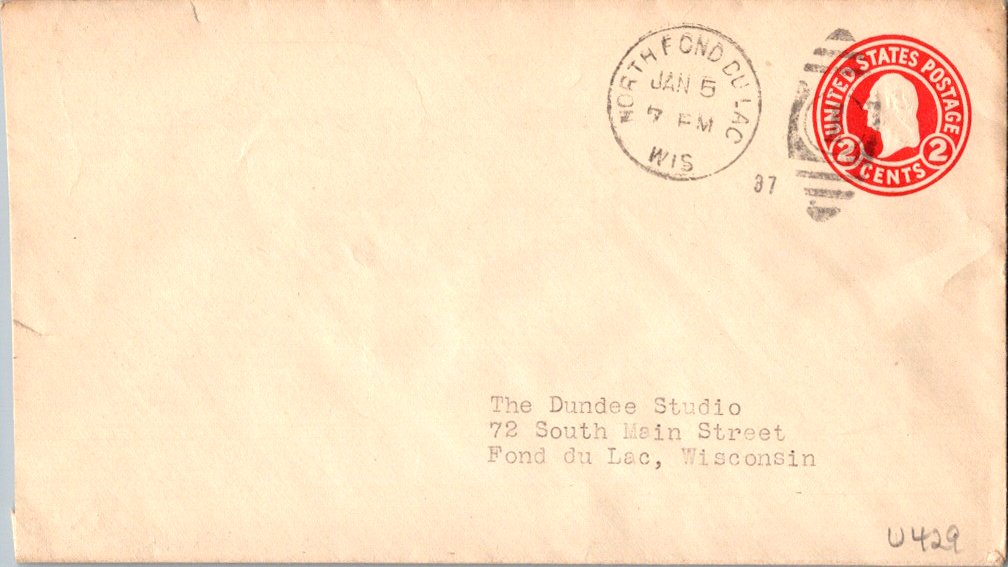 NORTH FOND DU LAC
JAN 5
7 PM
WIS
37
UNITED STATES POSTAGE
2 CENTS 2
The Dundee Studio
72 South Main Street
Fond du Lac, Wisconsin
U429